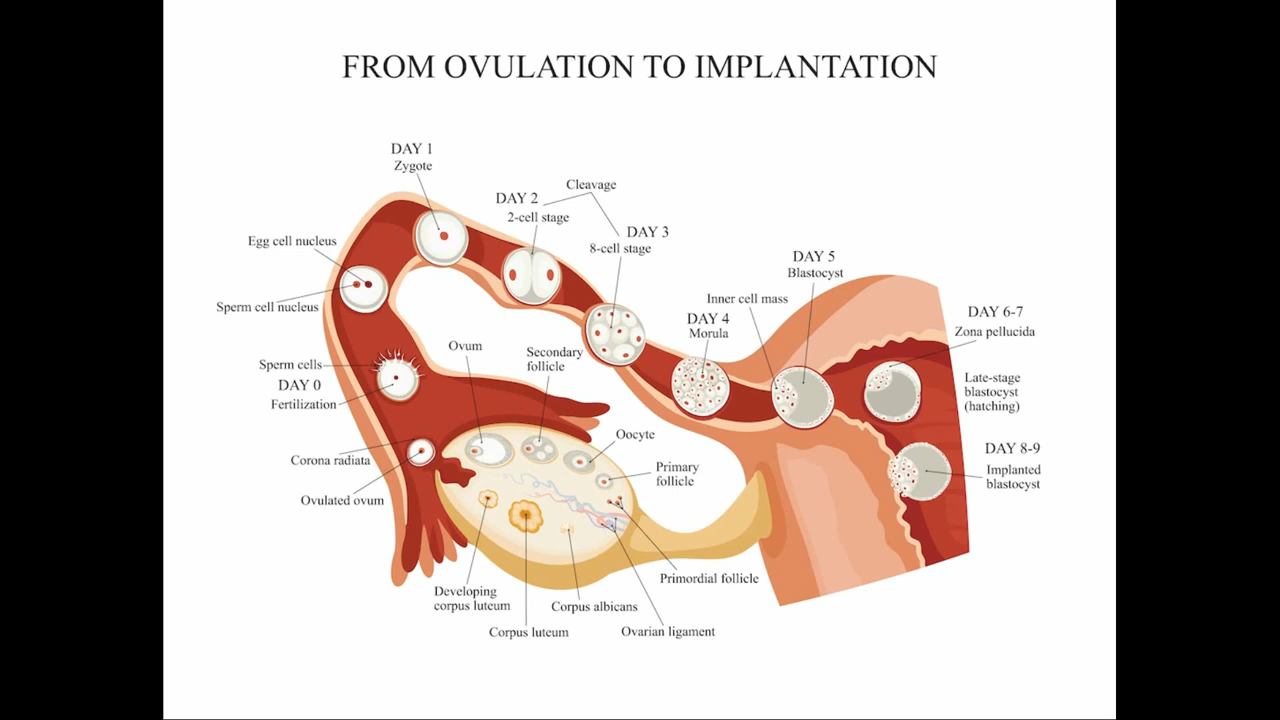 FROM OVULATION TO IMPLANTATION
DAY 1
Zygote
Cleavage
DAY 2
2-cell stage
DAY 3
8-cell stage
Egg cell nucleus
Sperm cell nucleus
DAY 5
Blastocyst
Inner cell mass
DAY 4
Morula
DAY 6-7
Zona pellucida
Late-stage
blastocyst
(hatching)
DAY 8-9
Implanted
blastocyst
Sperm cells
DAY 0
Fertilization
Ovum
Secondary
follicle
Oocyte
Primary
follicle
Corona radiata
Ovulated ovum
Primordial follicle
Developing
corpus luteum
Corpus albicans
Corpus luteum
Ovarian ligament